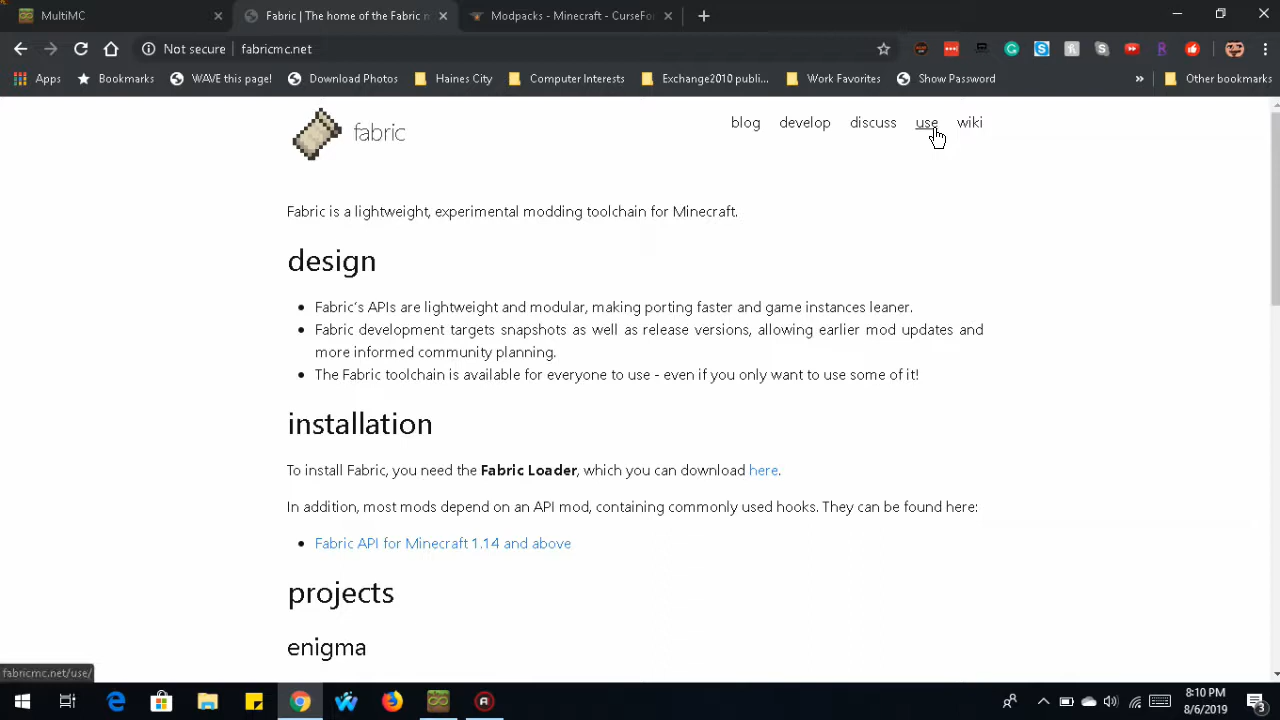 MultiMC
Fabric | The home of the Fabric m
Modpacks - Minecraft - CurseFor
Not secure
fabricmc.net
Apps
Bookmarks
WAVE this page!
Download Photos
Haines City
Computer Interests
Exchange2010 publi...
Work Favorites
Show Password
»
Other bookmarks
fabric
blog
develop
discuss
use
wiki
Fabric is a lightweight, experimental modding toolchain for Minecraft.
design
• Fabric's APIs are lightweight and modular, making porting faster and game instances leaner.
• Fabric development targets snapshots as well as release versions, allowing earlier mod updates and
more informed community planning.
• The Fabric toolchain is available for everyone to use - even if you only want to use some of it!
installation
To install Fabric, you need the Fabric Loader, which you can download here.
In addition, most mods depend on an API mod, containing commonly used hooks. They can be found here:
• Fabric API for Minecraft 1.14 and above
projects
enigma
fabricmc.net/use/
8:10 PM
8/6/2019
3